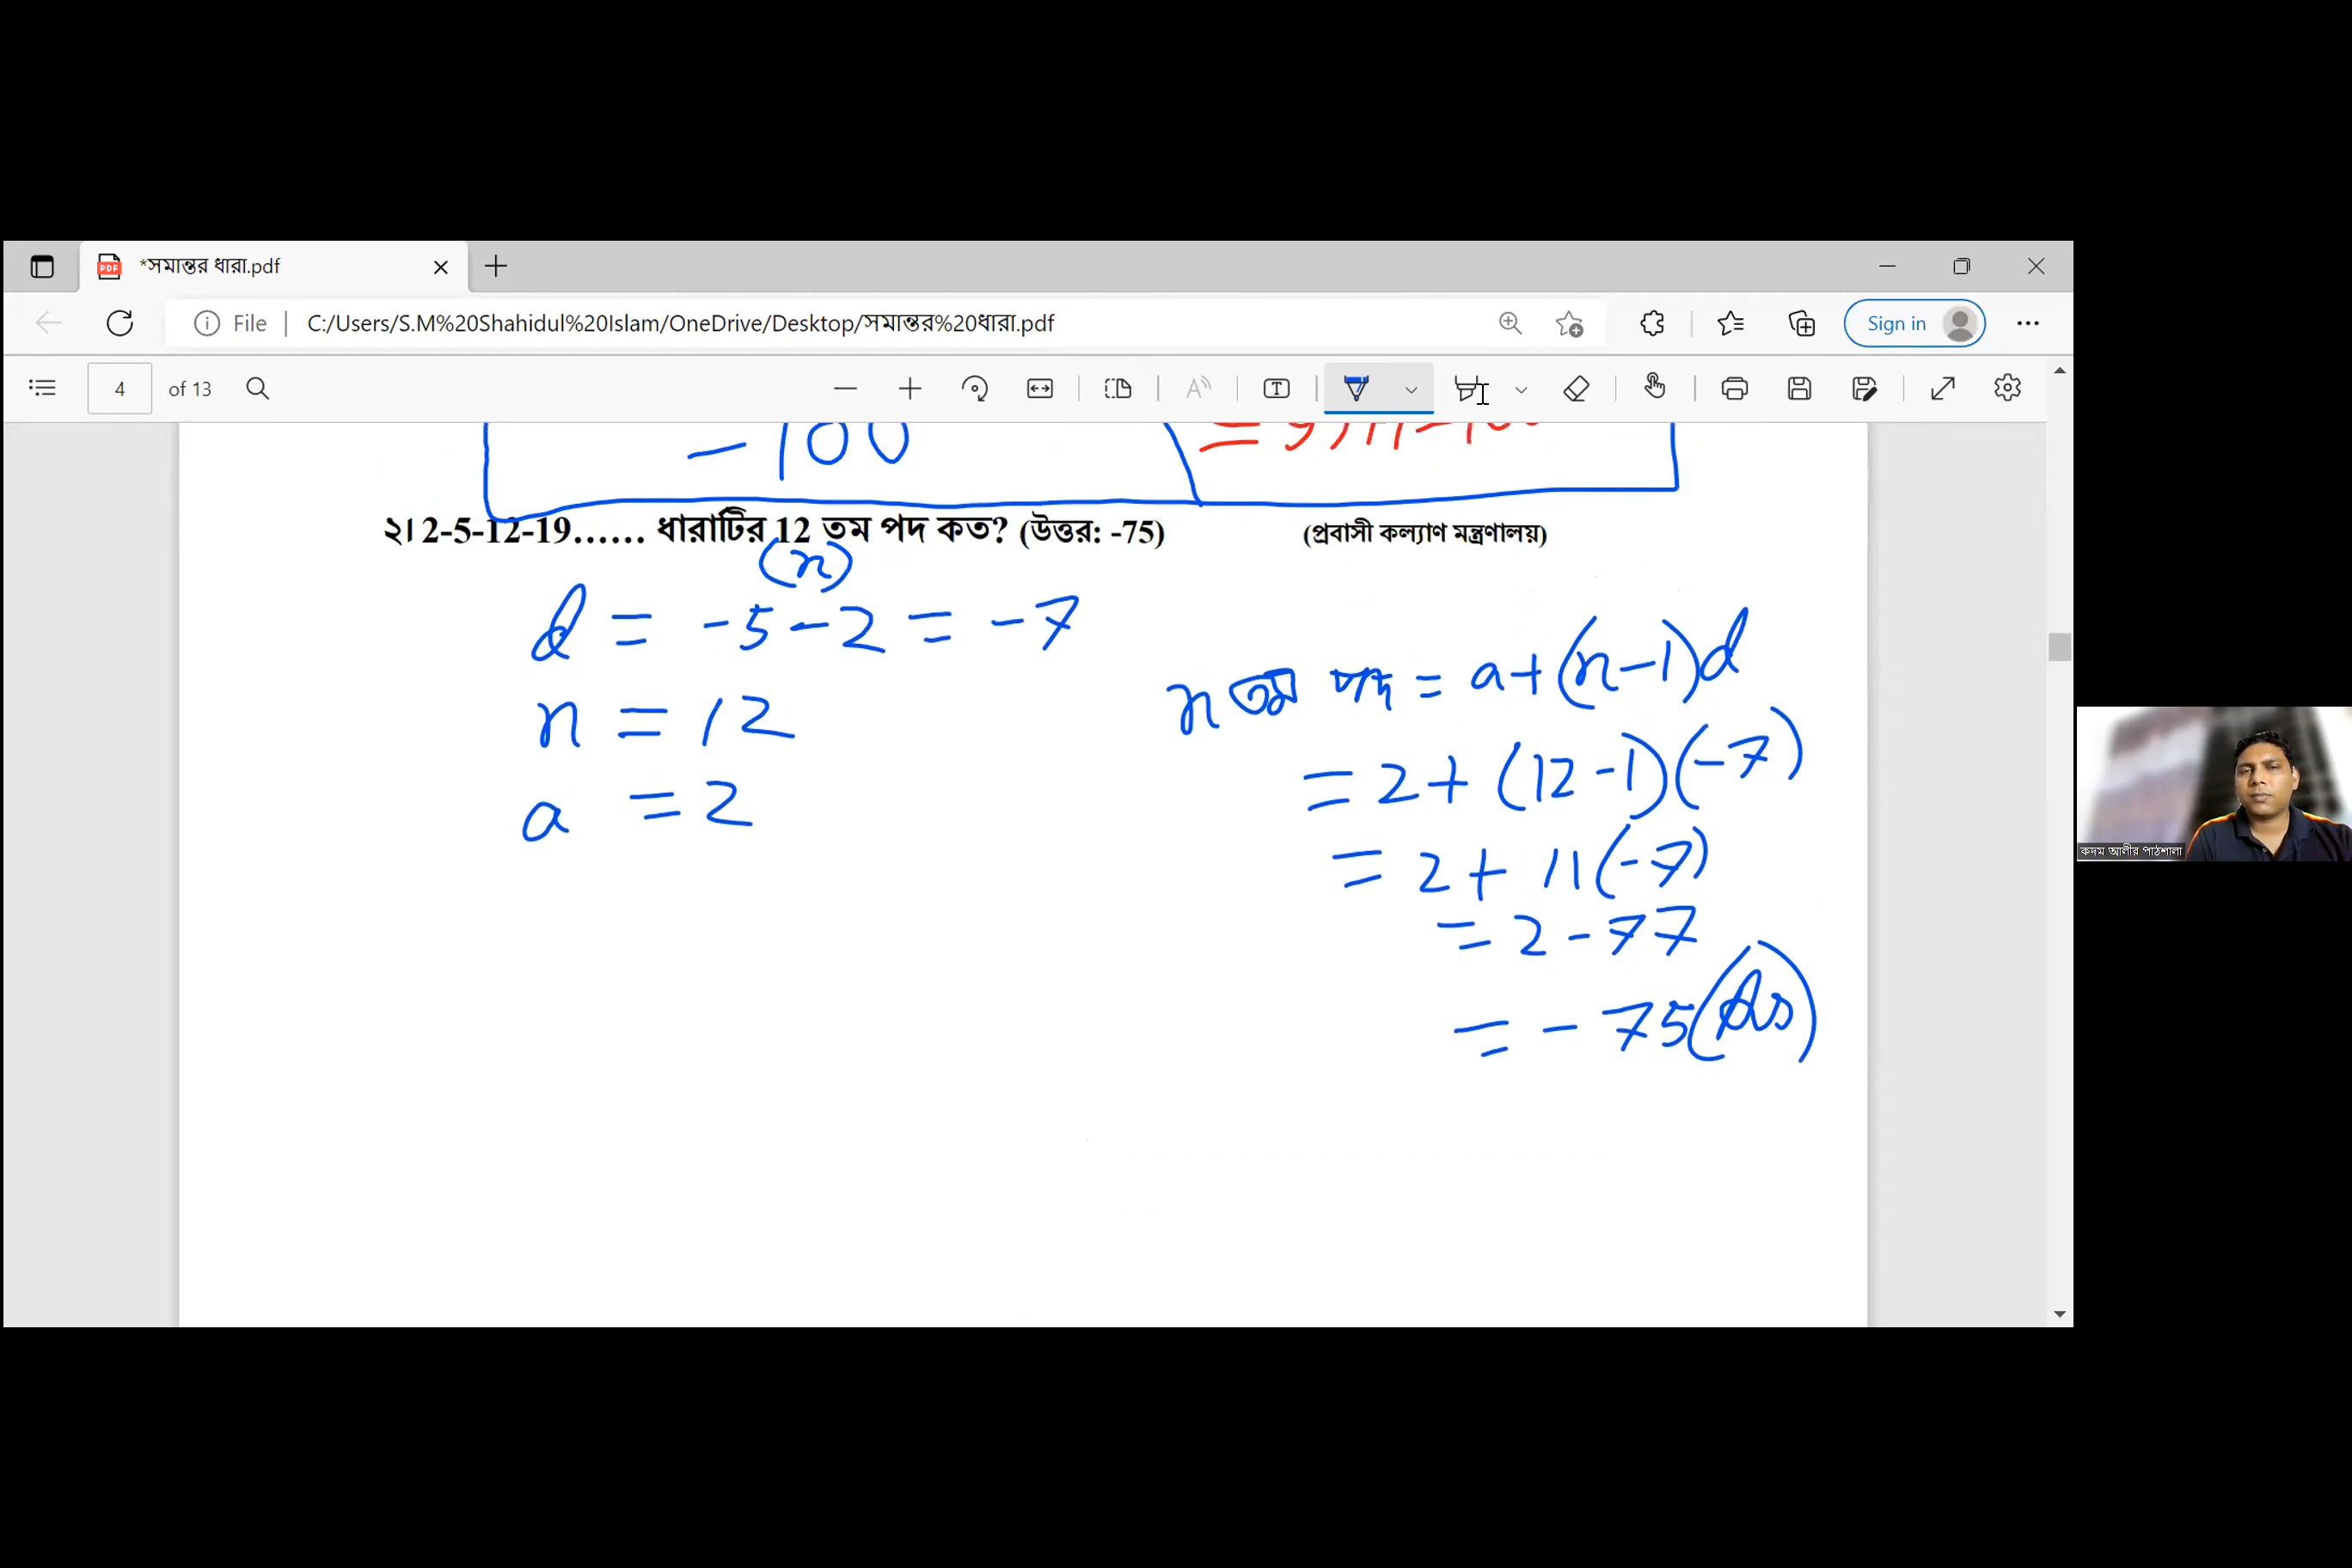 *সমান্তর ধারা.pdf
File | C:/Users/S.M%20Shahidul%20Islam/OneDrive/Desktop/সমান্তর%20ধারা.pdf
Sign in
4 of 13
- 100
২। 2-5-12-19…… ধারাটির 12 তম পদ কত? (উত্তর: -75) (প্রবাসী কল্যাণ মন্ত্রণালয়)
(n)
d = -5-2 = -7
n = 12
a = 2
n তম পদ = a+(n-1)d
= 2+(12-1)(-7)
= 2+ 11(-7)
= 2-77
= - 75 (Ans)
কদম আলীর পাঠশালা